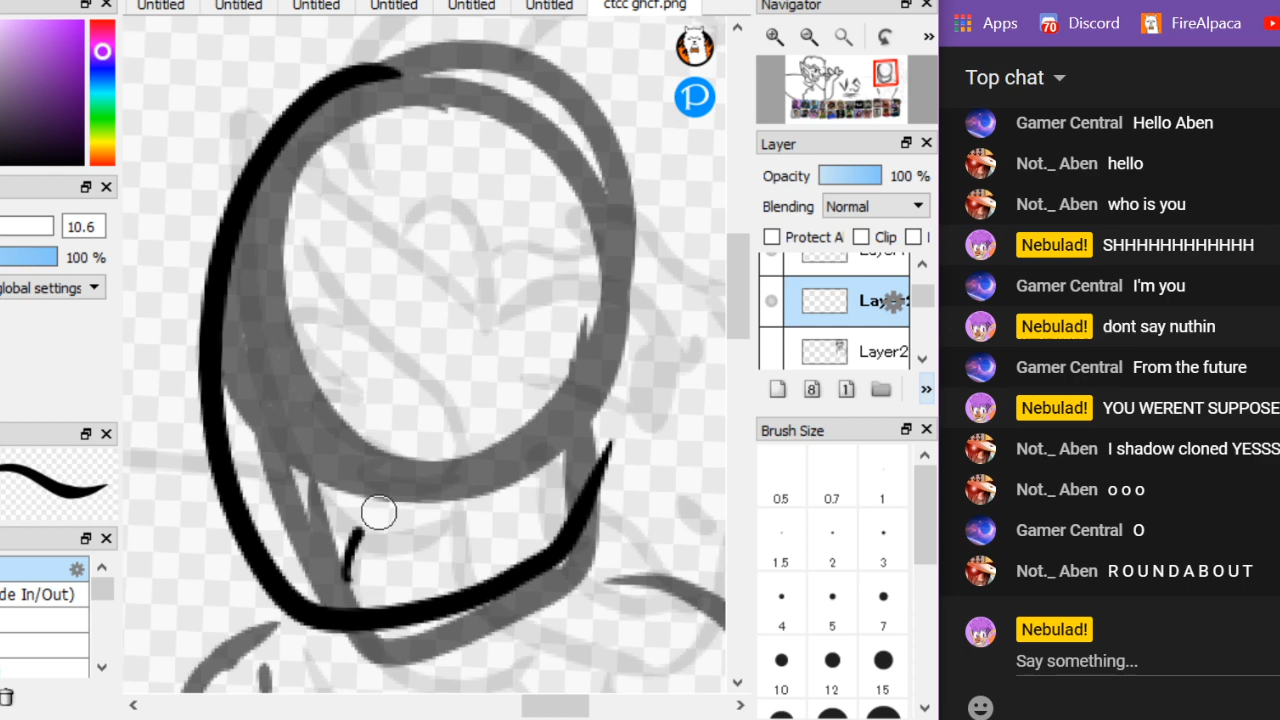 Untitled Untitled Untitled Untitled Untitled Untitled ctcc ghcf.png
10.6
100 %
global settings
de In/Out)
Navigator
V.S
Layer
Opacity 100 %
Blending Normal
Protect A Clip
Layer2
Brush Size
0.5 0.7 1
1.5 2 3
4 5 7
10 12 15
Apps 70 Discord FireAlpaca
Top chat
Gamer Central Hello Aben
Not._ Aben hello
Not._ Aben who is you
Nebulad! SHHHHHHHHHHHH
Gamer Central I'm you
Nebulad! dont say nuthin
Gamer Central From the future
Nebulad! YOU WERENT SUPPOSE
Not._ Aben I shadow cloned YESSS
Not._ Aben o o o
Gamer Central O
Not._ Aben R O U N D A B O U T
Nebulad!
Say something...